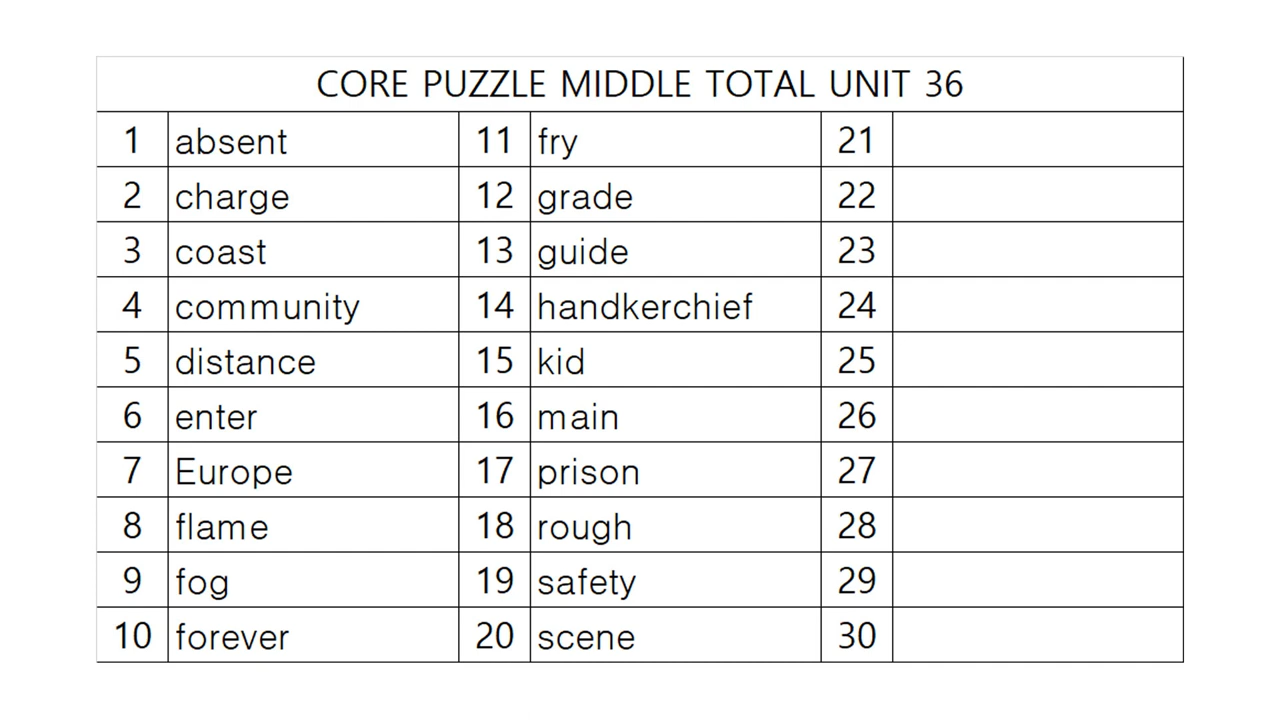 CORE PUZZLE MIDDLE TOTAL UNIT 36
1 absent 11 fry 21
2 charge 12 grade 22
3 coast 13 guide 23
4 community 14 handkerchief 24
5 distance 15 kid 25
6 enter 16 main 26
7 Europe 17 prison 27
8 flame 18 rough 28
9 fog 19 safety 29
10 forever 20 scene 30